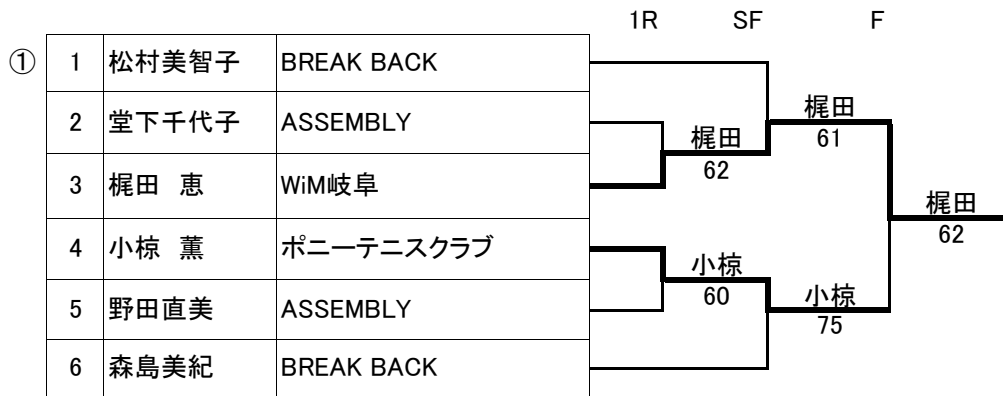 1R SF F
① 1 松村美智子 BREAK BACK
2 堂下千代子 ASSEMBLY
梶田
61
梶田
62
3 梶田 恵 WiM岐阜
梶田
62
4 小椋 薫 ポニーテニスクラブ
小椋
60
小椋
75
5 野田直美 ASSEMBLY
6 森島美紀 BREAK BACK